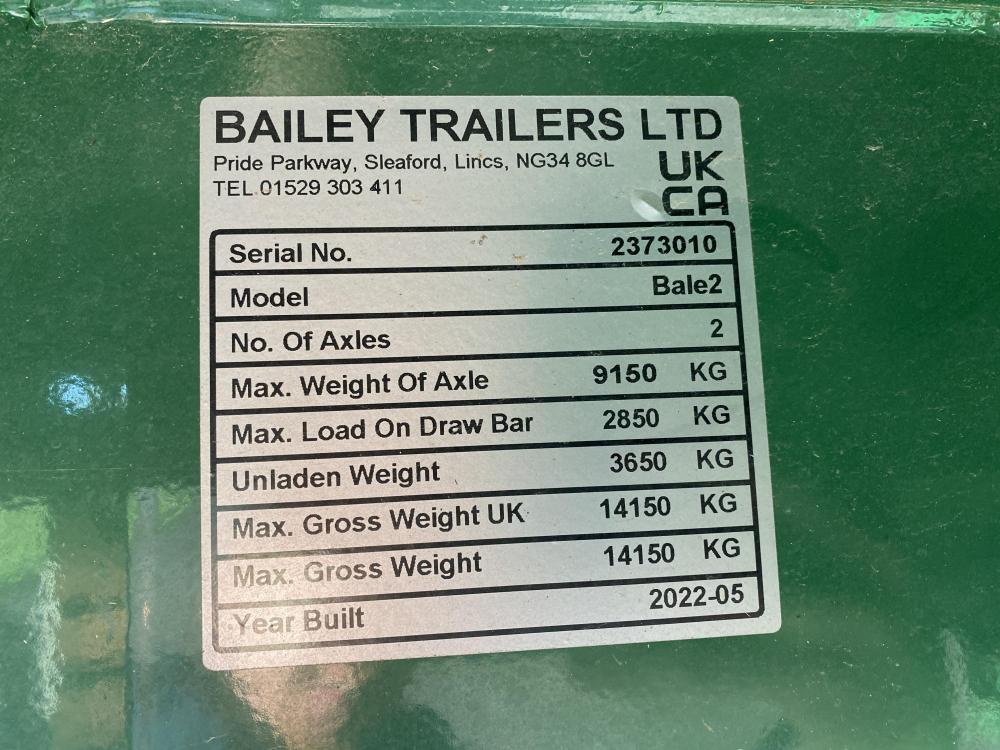 BAILEY TRAILERS LTD
Pride Parkway, Sleaford, Lincs, NG34 8GL
TEL 01529 303 411
UK
CA
Serial No. 2373010
Model Bale2
No. Of Axles 2
Max. Weight Of Axle 9150 KG
Max. Load On Draw Bar 2850 KG
Unladen Weight 3650 KG
Max. Gross Weight UK 14150 KG
Max. Gross Weight 14150 KG
Year Built 2022-05